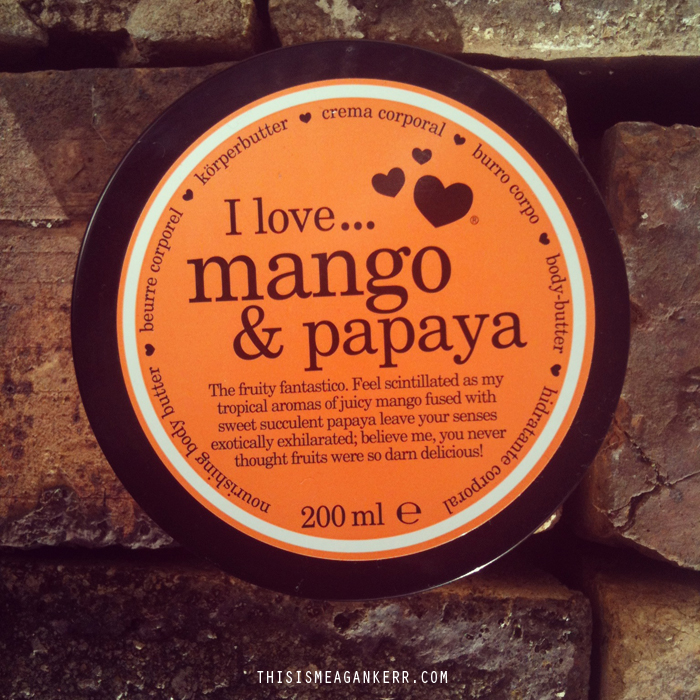 I love...
®
mango
& papaya
The fruity fantastico. Feel scintillated as my
tropical aromas of juicy mango fused with
sweet succulent papaya leave your senses
exotically exhilarated; believe me, you never
thought fruits were so darn delicious!
200 ml ℮
nourishing body butter ♥ beurre corporel ♥ körperbutter ♥ crema corporal ♥ burro corpo ♥ body-butter ♥ hidratante corporal
THISISMEAGANKERR.COM